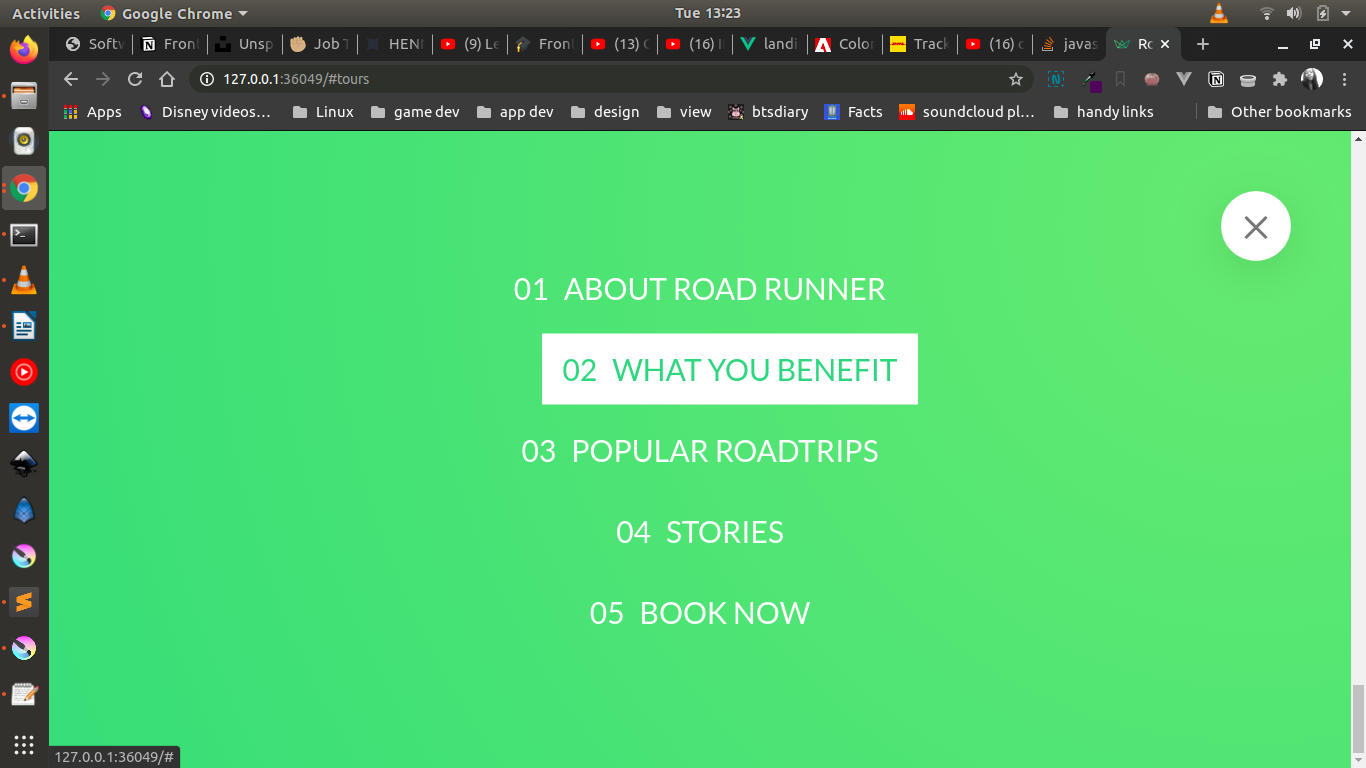 Activities Google Chrome Tue 13:23
Softw Front Unsp Job T HENN (9) Le Front (13) C (16) I landi Color Track (16) c javas Ro
127.0.0.1:36049/#tours
Apps Disney videos... Linux game dev app dev design view btsdiary Facts soundcloud pl... handy links Other bookmarks
01 ABOUT ROAD RUNNER
02 WHAT YOU BENEFIT
03 POPULAR ROADTRIPS
04 STORIES
05 BOOK NOW
127.0.0.1:36049/#